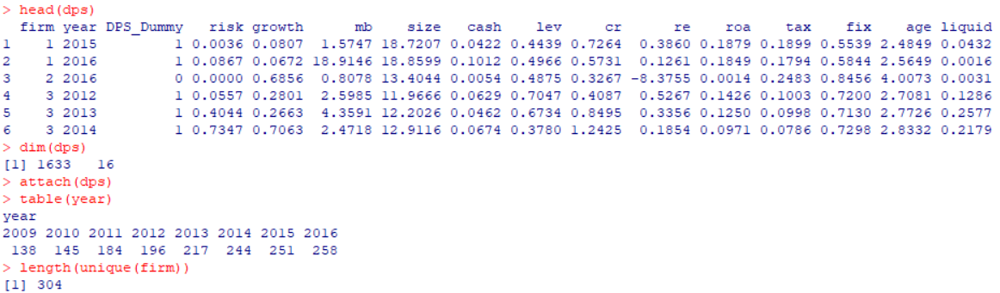 > head(dps)
  firm year DPS_Dummy   risk growth      mb    size   cash    lev     cr      re    roa    tax    fix    age liquid
1    1 2015         1 0.0036 0.0807  1.5747 18.7207 0.0422 0.4439 0.7264  0.3860 0.1879 0.1899 0.5539 2.4849 0.0432
2    1 2016         1 0.0867 0.0672 18.9146 18.8599 0.1012 0.4966 0.5731  0.1261 0.1849 0.1794 0.5844 2.5649 0.0016
3    2 2016         0 0.0000 0.6856  0.8078 13.4044 0.0054 0.4875 0.3267 -8.3755 0.0014 0.2483 0.8456 4.0073 0.0031
4    3 2012         1 0.0557 0.2801  2.5985 11.9666 0.0629 0.7047 0.4087  0.5267 0.1426 0.1003 0.7200 2.7081 0.1286
5    3 2013         1 0.4044 0.2663  4.3591 12.2026 0.0462 0.6734 0.8495  0.3356 0.1250 0.0998 0.7130 2.7726 0.2577
6    3 2014         1 0.7347 0.7063  2.4718 12.9116 0.0674 0.3780 1.2425  0.1854 0.0971 0.0786 0.7298 2.8332 0.2179
> dim(dps)
[1] 1633   16
> attach(dps)
> table(year)
year
2009 2010 2011 2012 2013 2014 2015 2016
 138  145  184  196  217  244  251  258
> length(unique(firm))
[1] 304